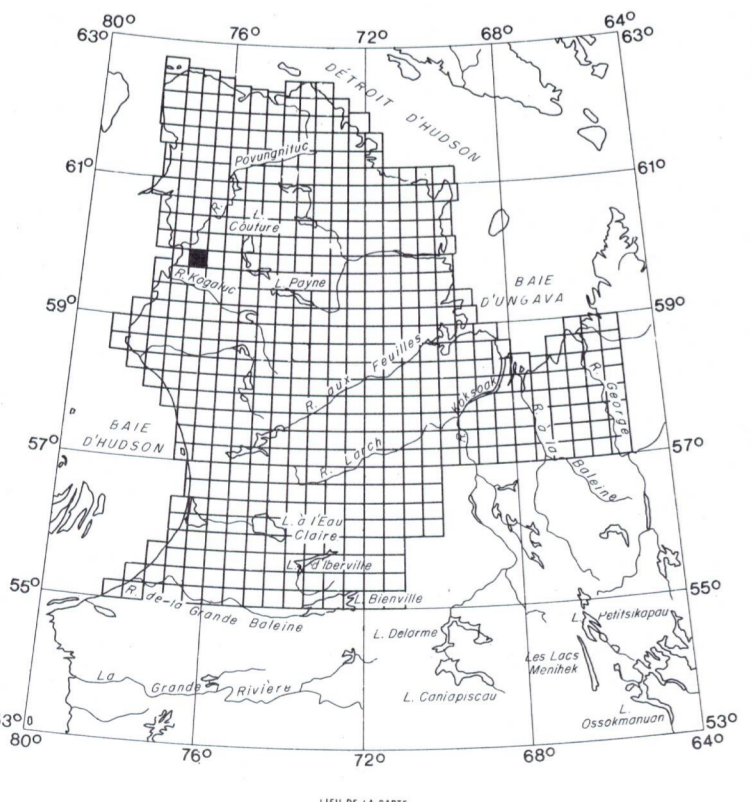 80° 76° 72° 68° 64°
63° 63°
DÉTROIT D'HUDSON
Povungnituc
61° 61°
R.
L.
Couture
R. Kogaluc
L. Payne
BAIE
D'UNGAVA
59° 59°
R. aux Feuilles
Koksoak
R.
R. à la
Baleine
R. George
BAIE
D'HUDSON
57° 57°
R. Larch
L. à l'Eau
Claire
L. d'Iberville
55° 55°
R. de-la Grande Baleine
L. Bienville
L. Delorme
L. Petitsikapau
Les Lacs
Menihek
La Grande Rivière
L. Caniapiscau
L.
Ossokmanuan
53° 53°
80° 76° 72° 68° 64°